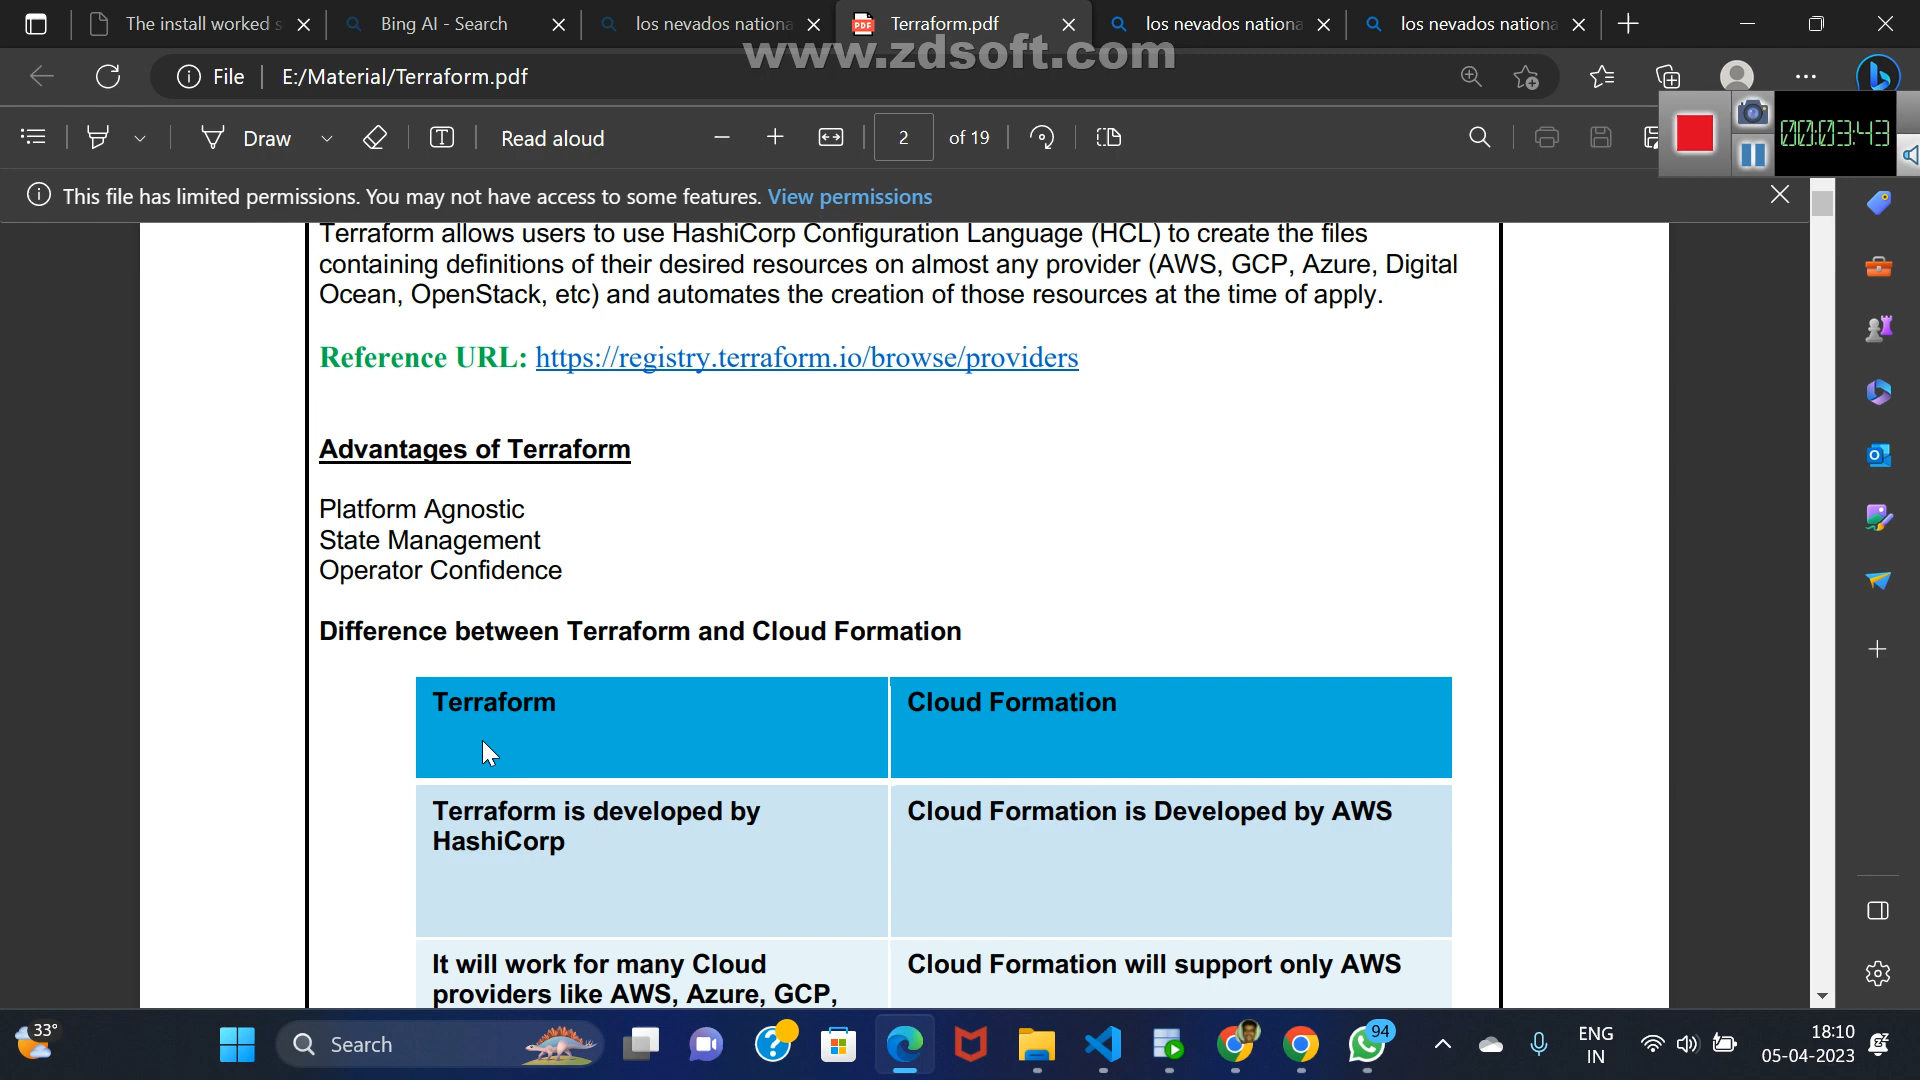 The install worked s
Bing AI - Search
los nevados nationa
Terraform.pdf
los nevados nationa
los nevados nationa
www.zdsoft.com
File
E:/Material/Terraform.pdf
Draw
Read aloud
2
of 19
00:03:43
This file has limited permissions. You may not have access to some features. View permissions
Terraform allows users to use HashiCorp Configuration Language (HCL) to create the files
containing definitions of their desired resources on almost any provider (AWS, GCP, Azure, Digital
Ocean, OpenStack, etc) and automates the creation of those resources at the time of apply.
Reference URL: https://registry.terraform.io/browse/providers
Advantages of Terraform
Platform Agnostic
State Management
Operator Confidence
Difference between Terraform and Cloud Formation
Terraform
Cloud Formation
Terraform is developed by
HashiCorp
Cloud Formation is Developed by AWS
It will work for many Cloud
providers like AWS, Azure, GCP,
Cloud Formation will support only AWS
33°
Search
94
ENG
IN
18:10
05-04-2023